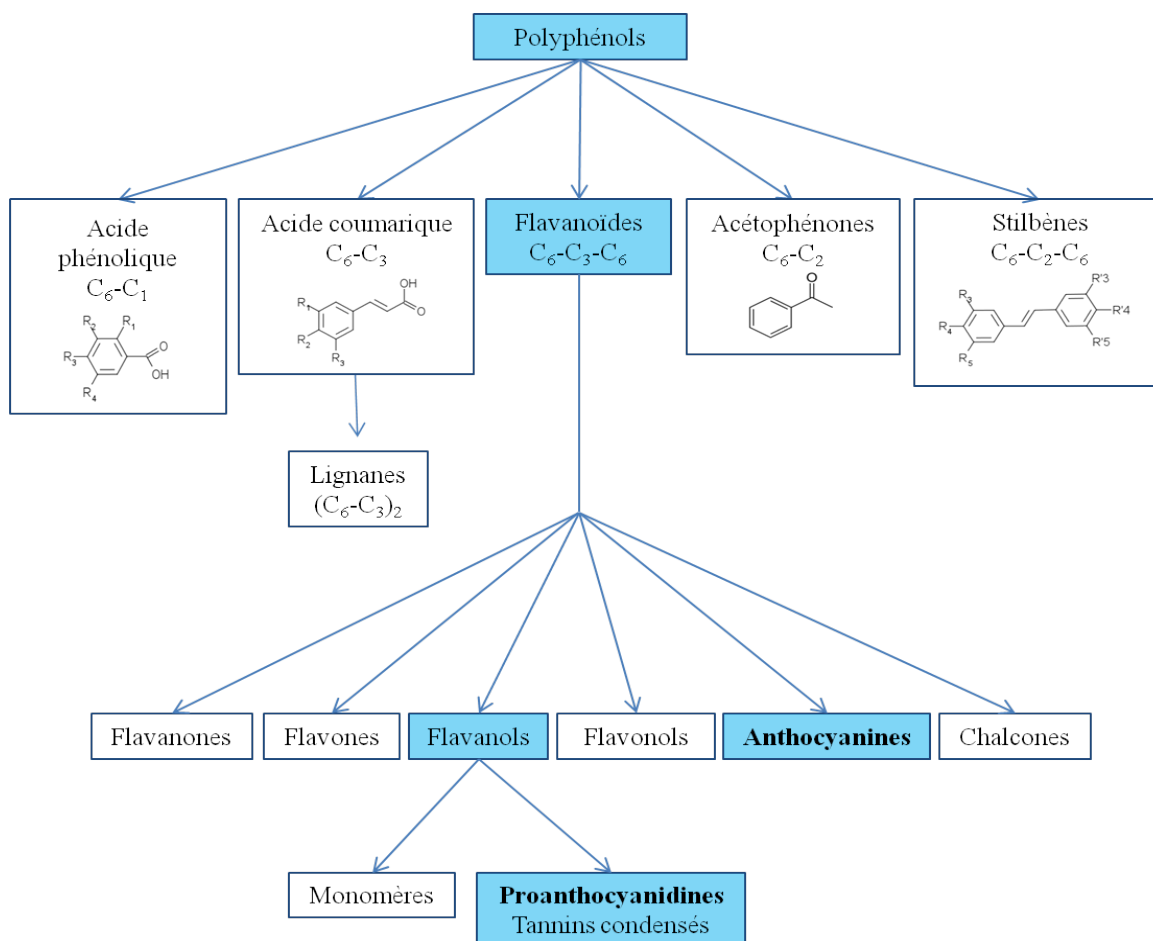 Polyphénols
Acide
phénolique
C₆-C₁
R₂
R₁
R₃
O
OH
R₄
Acide coumarique
C₆-C₃
OH
R₁
O
R₂
R₃
Flavanoïdes
C₆-C₃-C₆
Acétophénones
C₆-C₂
O
Stilbènes
C₆-C₂-C₆
R'3
R₃
R'4
R₄
R'5
R₅
Lignanes
(C₆-C₃)₂
Flavanones
Flavones
Flavanols
Flavonols
Anthocyanines
Chalcones
Monomères
Proanthocyanidines
Tannins condensés